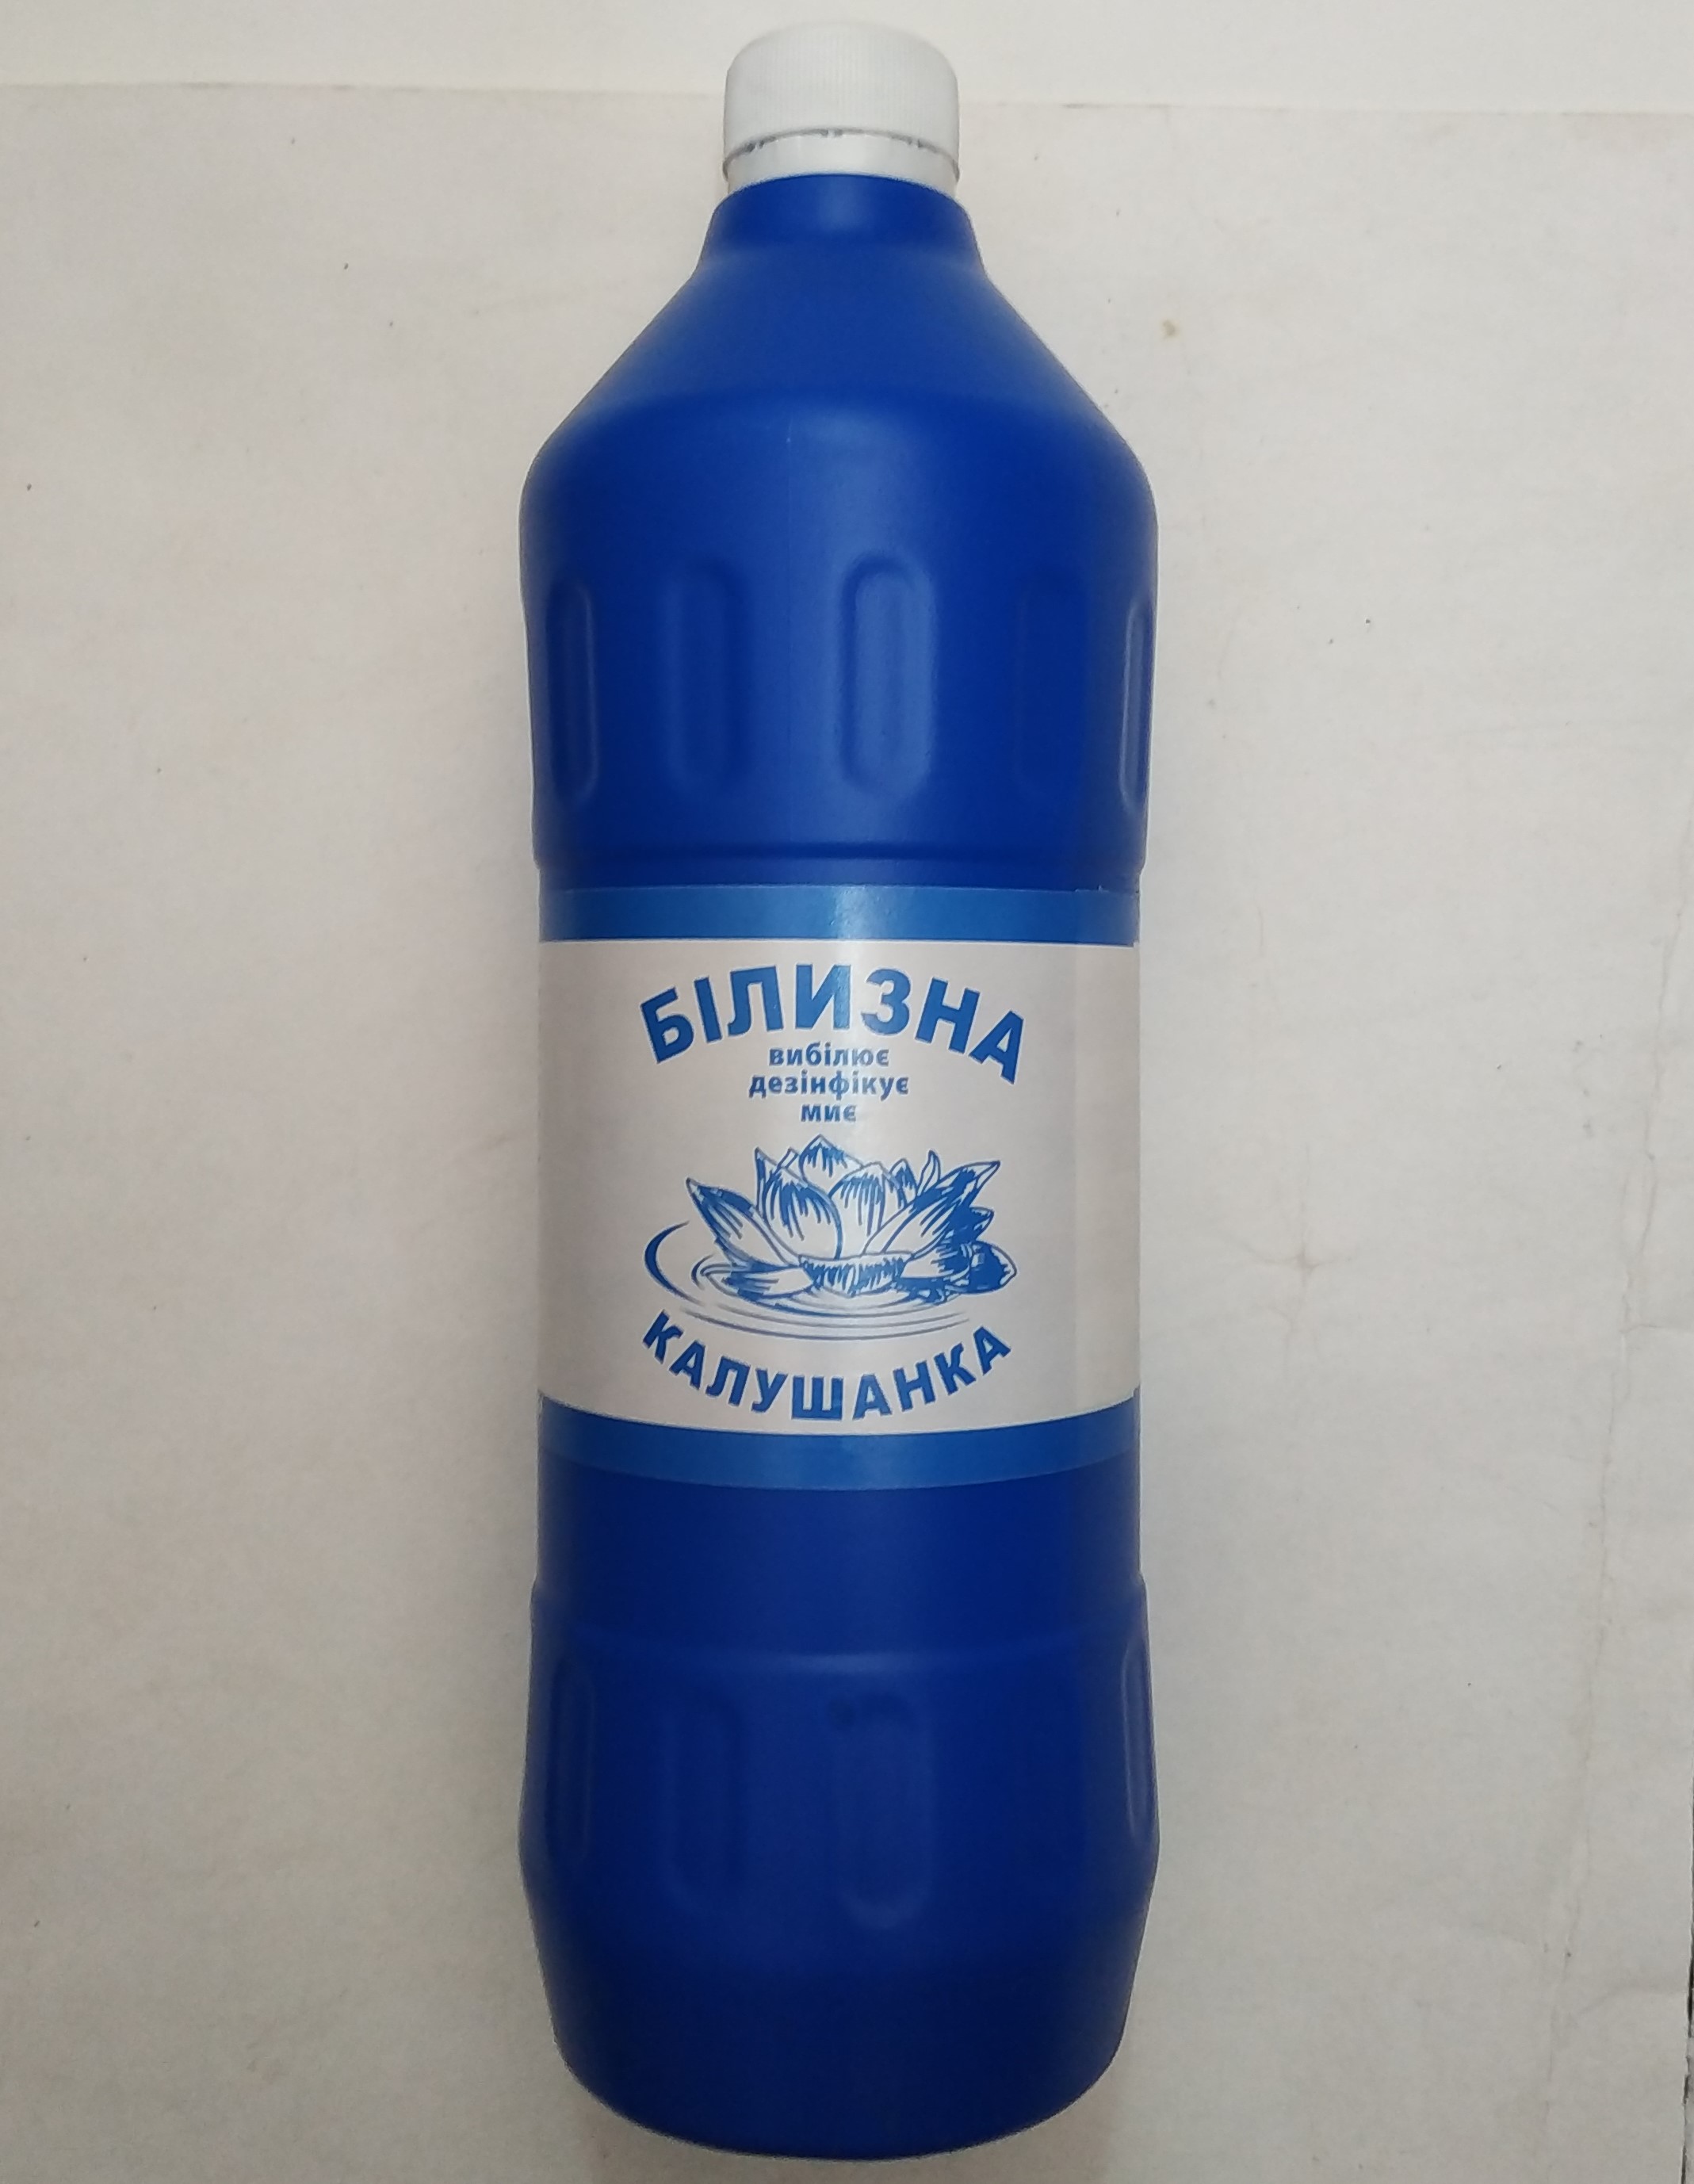 БІЛИЗНА
вибілює
дезінфікує
миє
КАЛУШАНКА